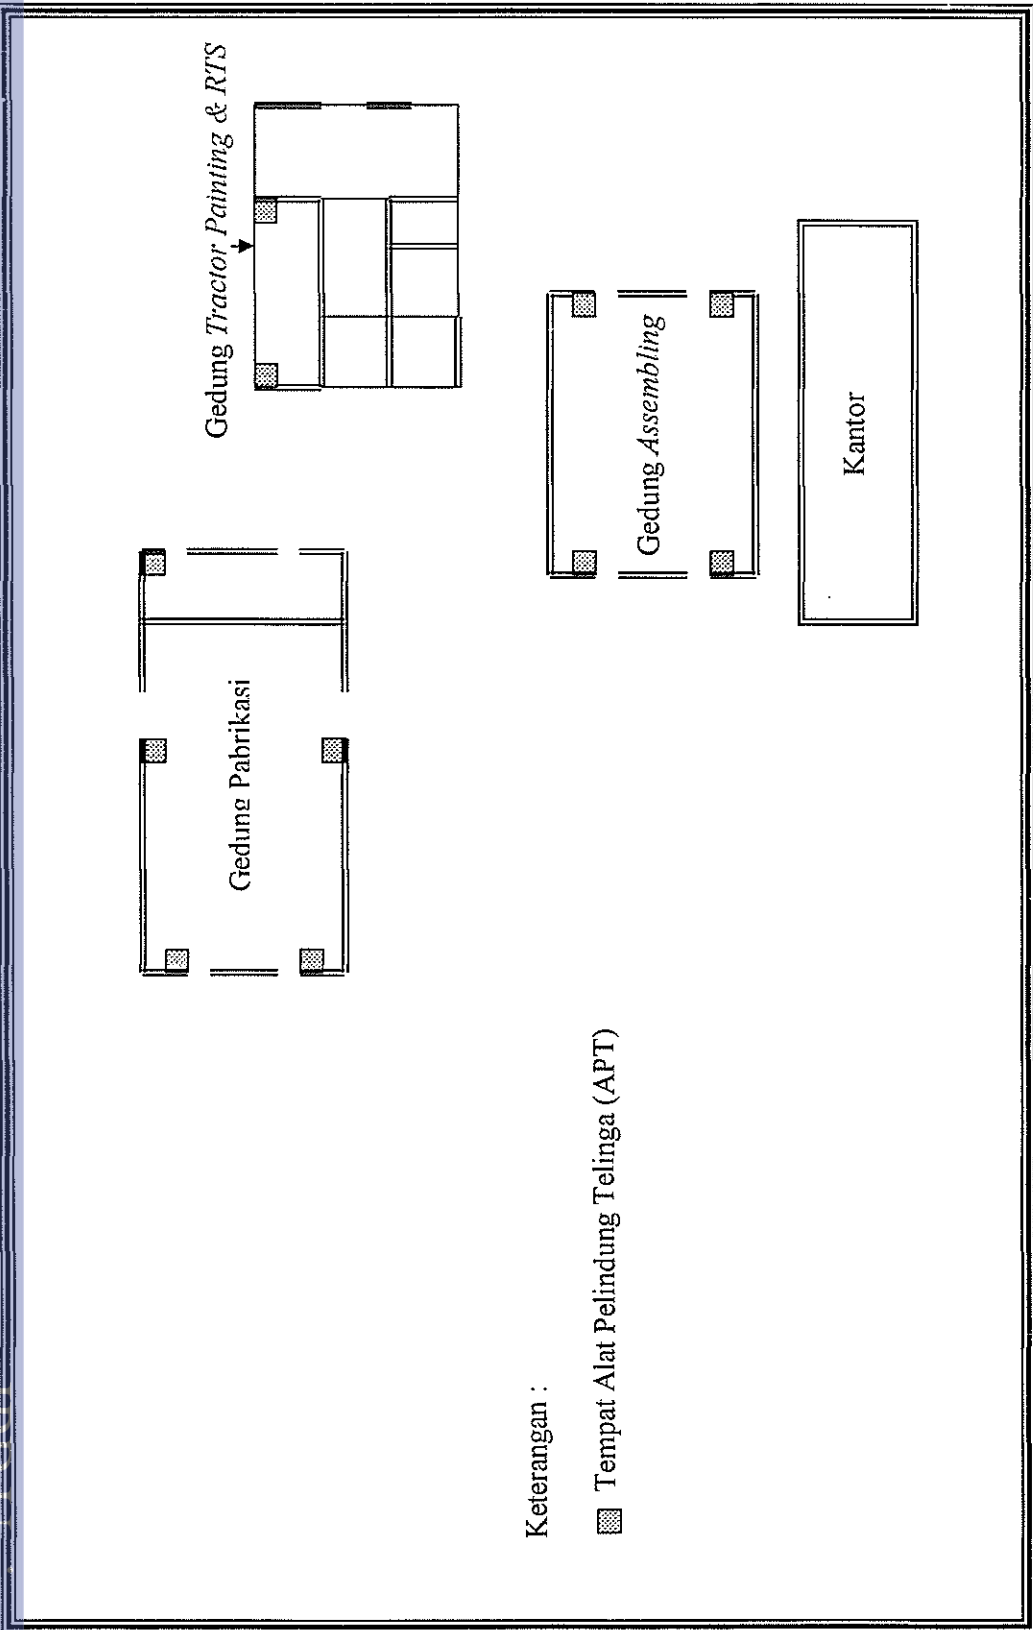 Gedung Tractor Painting & RTS
Gedung Pabrikasi
Gedung Assembling
Kantor
Keterangan :
Tempat Alat Pelindung Telinga (APT)